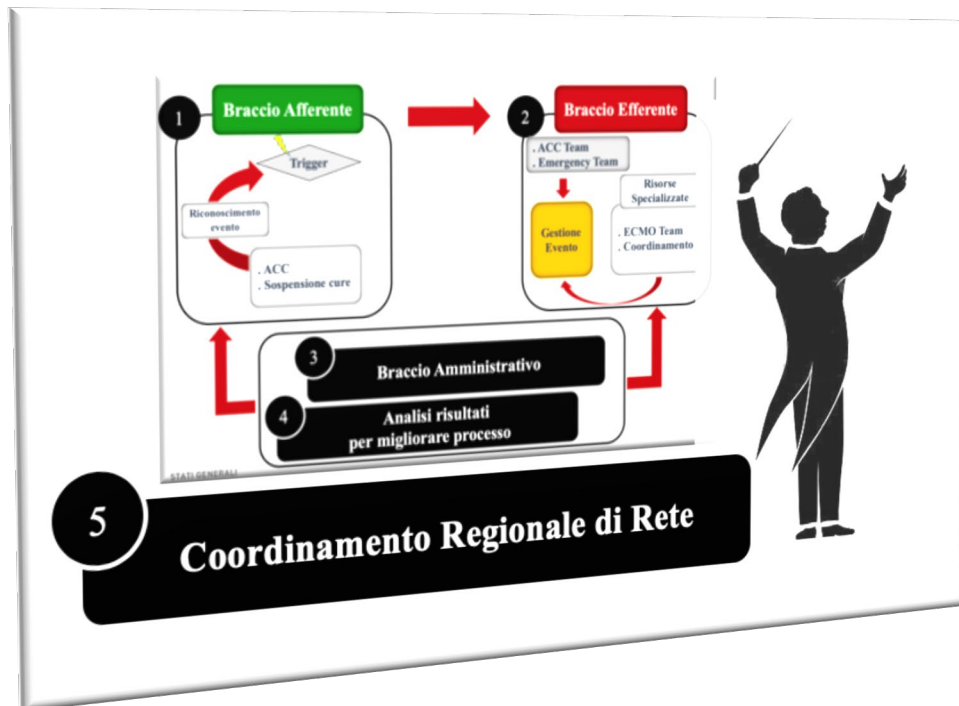 1
Braccio Afferente
Trigger
Riconoscimento
evento
. ACC
. Sospensione cure
2
Braccio Efferente
. ACC Team
. Emergency Team
Risorse
Specializzate
Gestione
Evento
. ECMO Team
. Coordinamento
3
Braccio Amministrativo
4
Analisi risultati
per migliorare processo
STATI GENERALI
5
Coordinamento Regionale di Rete